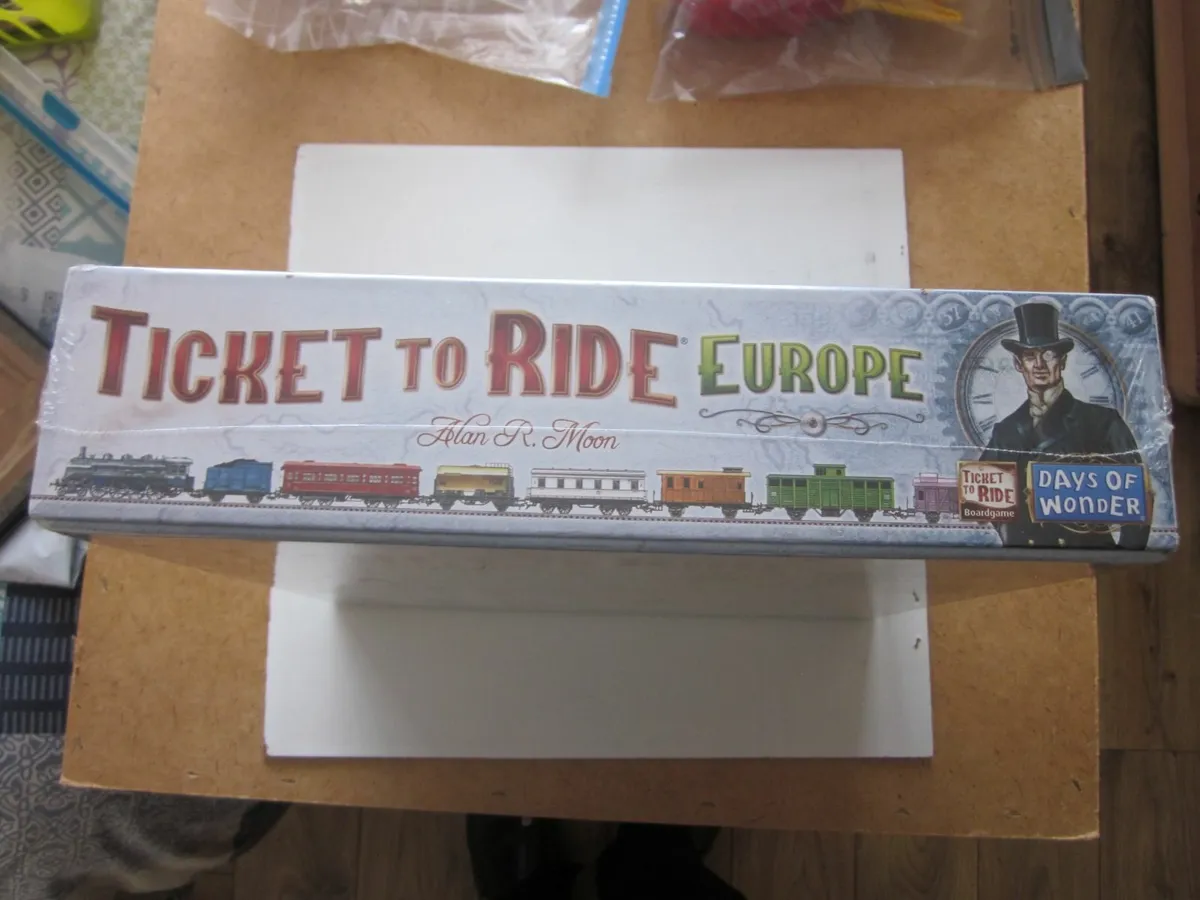 TICKET TO RIDE® EUROPE
Alan R. Moon
TICKET
TO RIDE
Boardgame
DAYS OF
WONDER